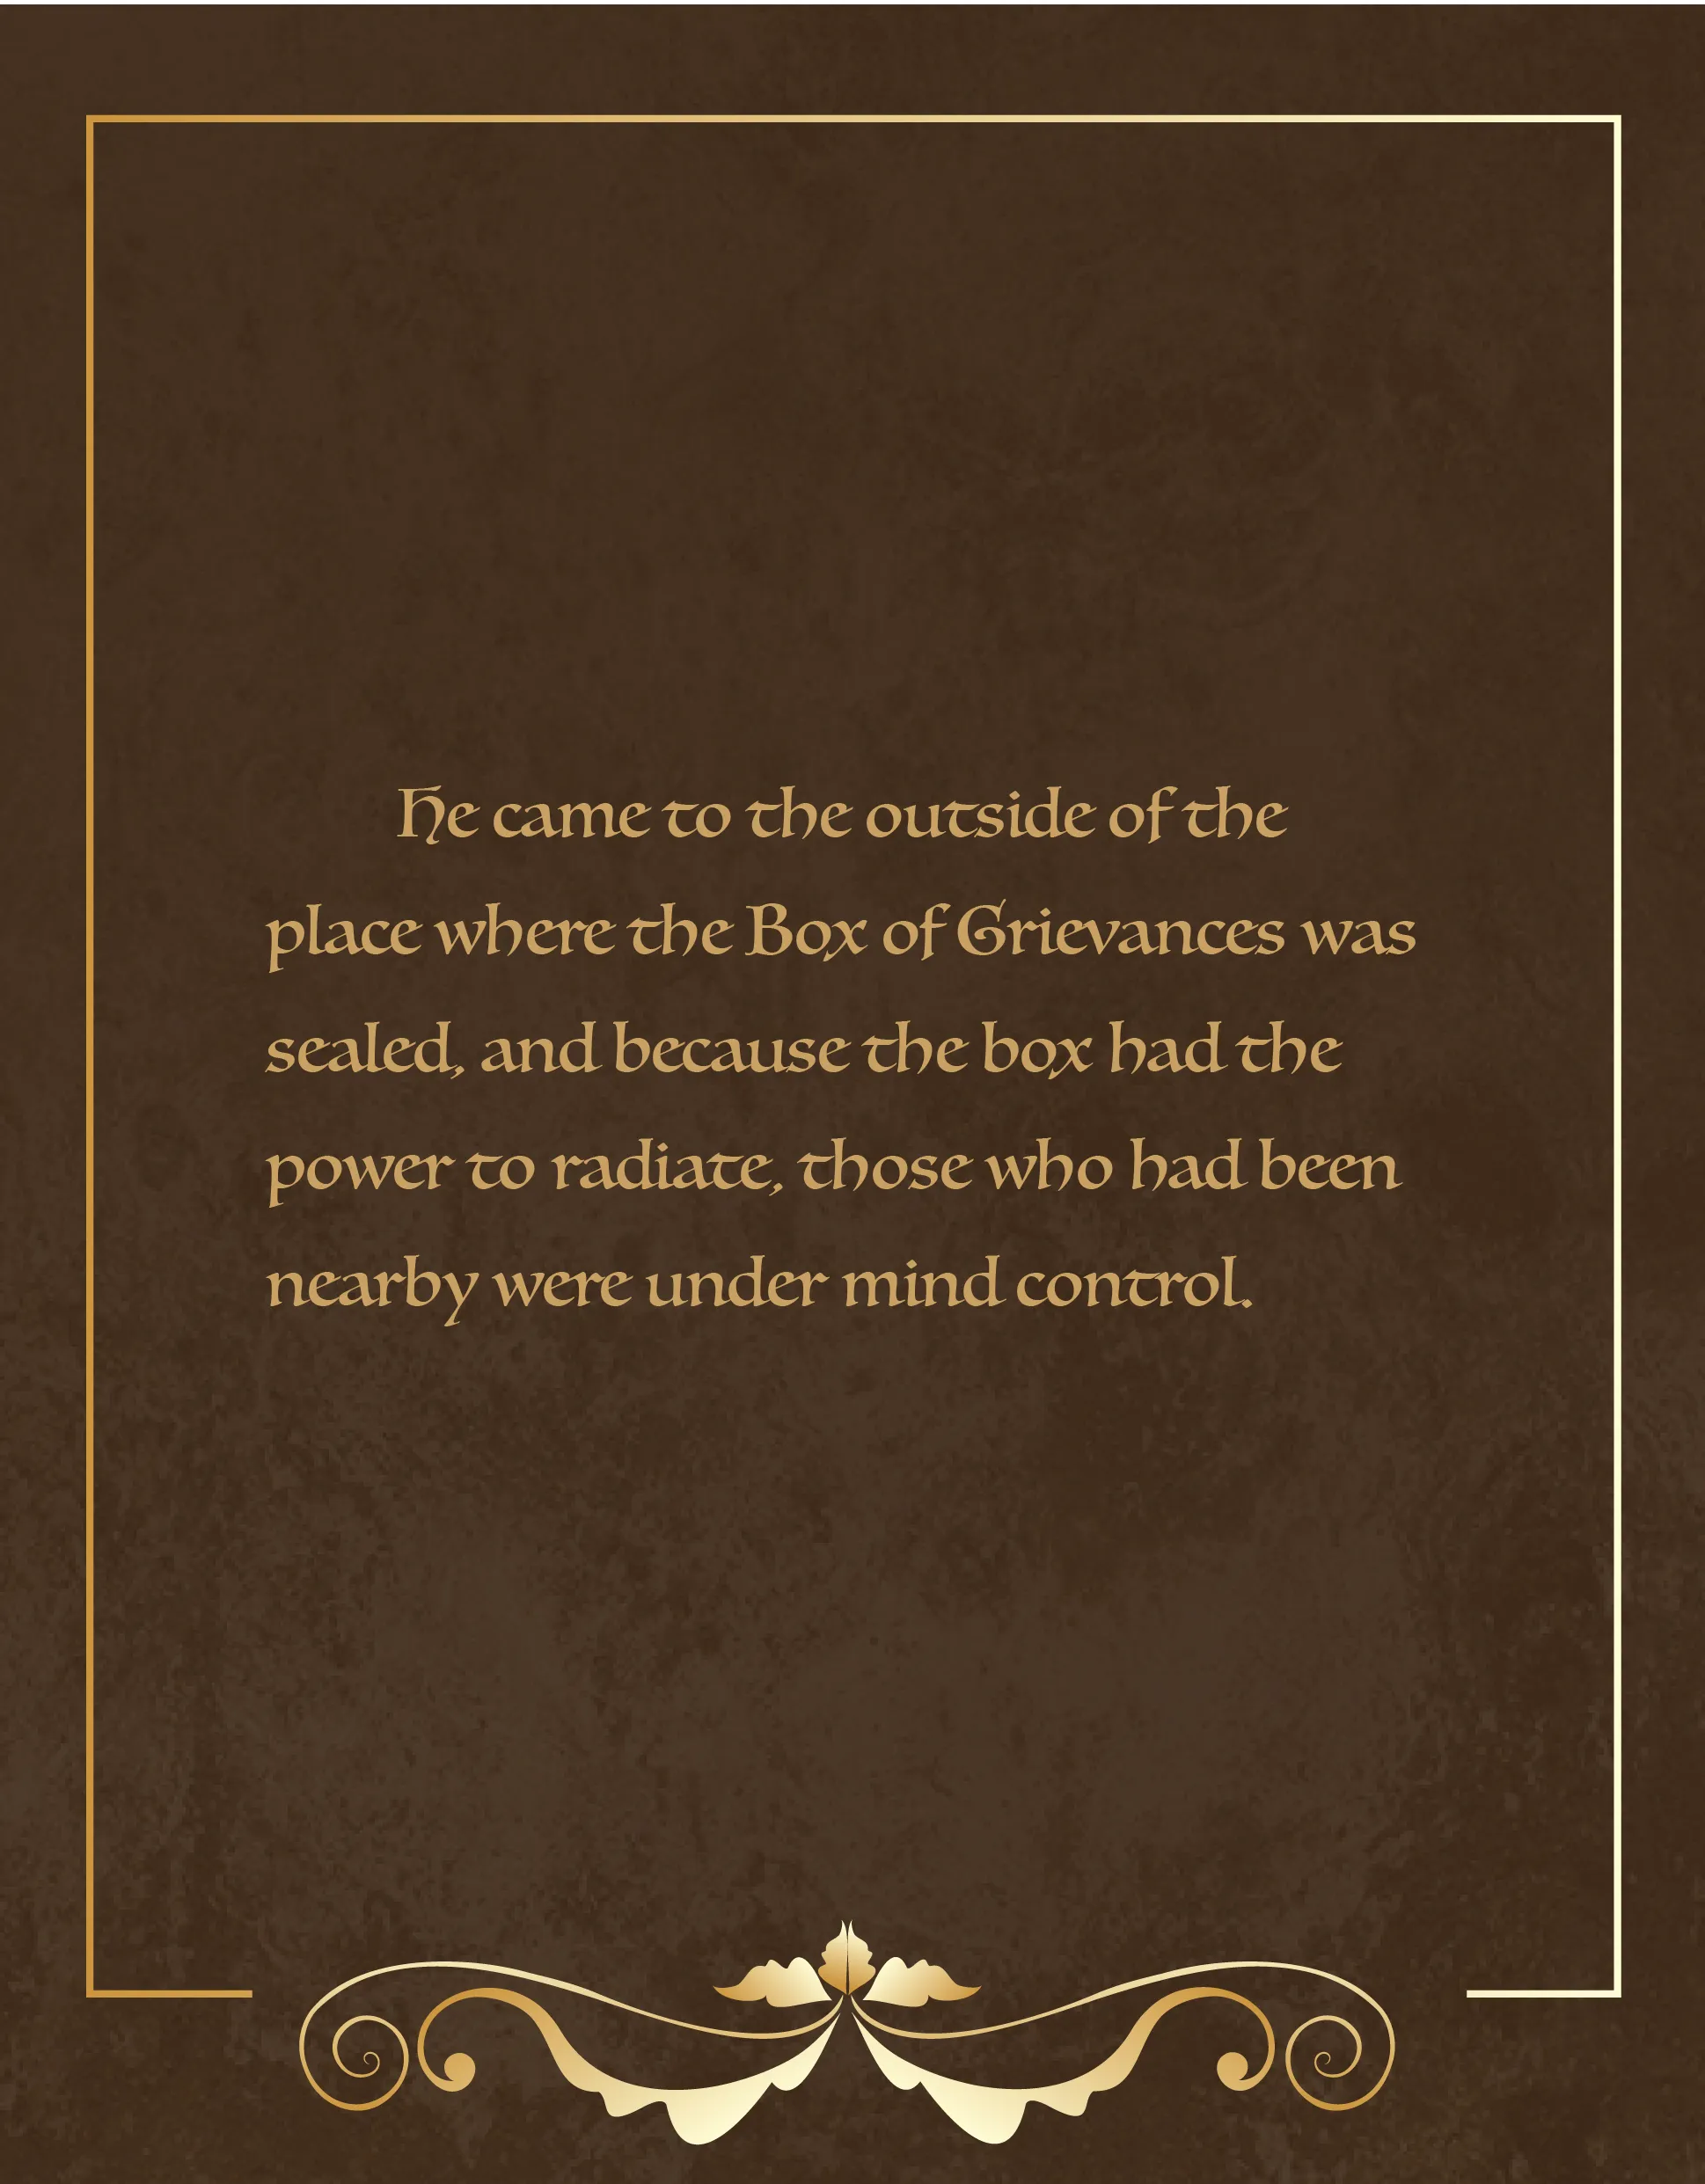 He came to the outside of the
place where the Box of Grievances was
sealed, and because the box had the
power to radiate, those who had been
nearby were under mind control.